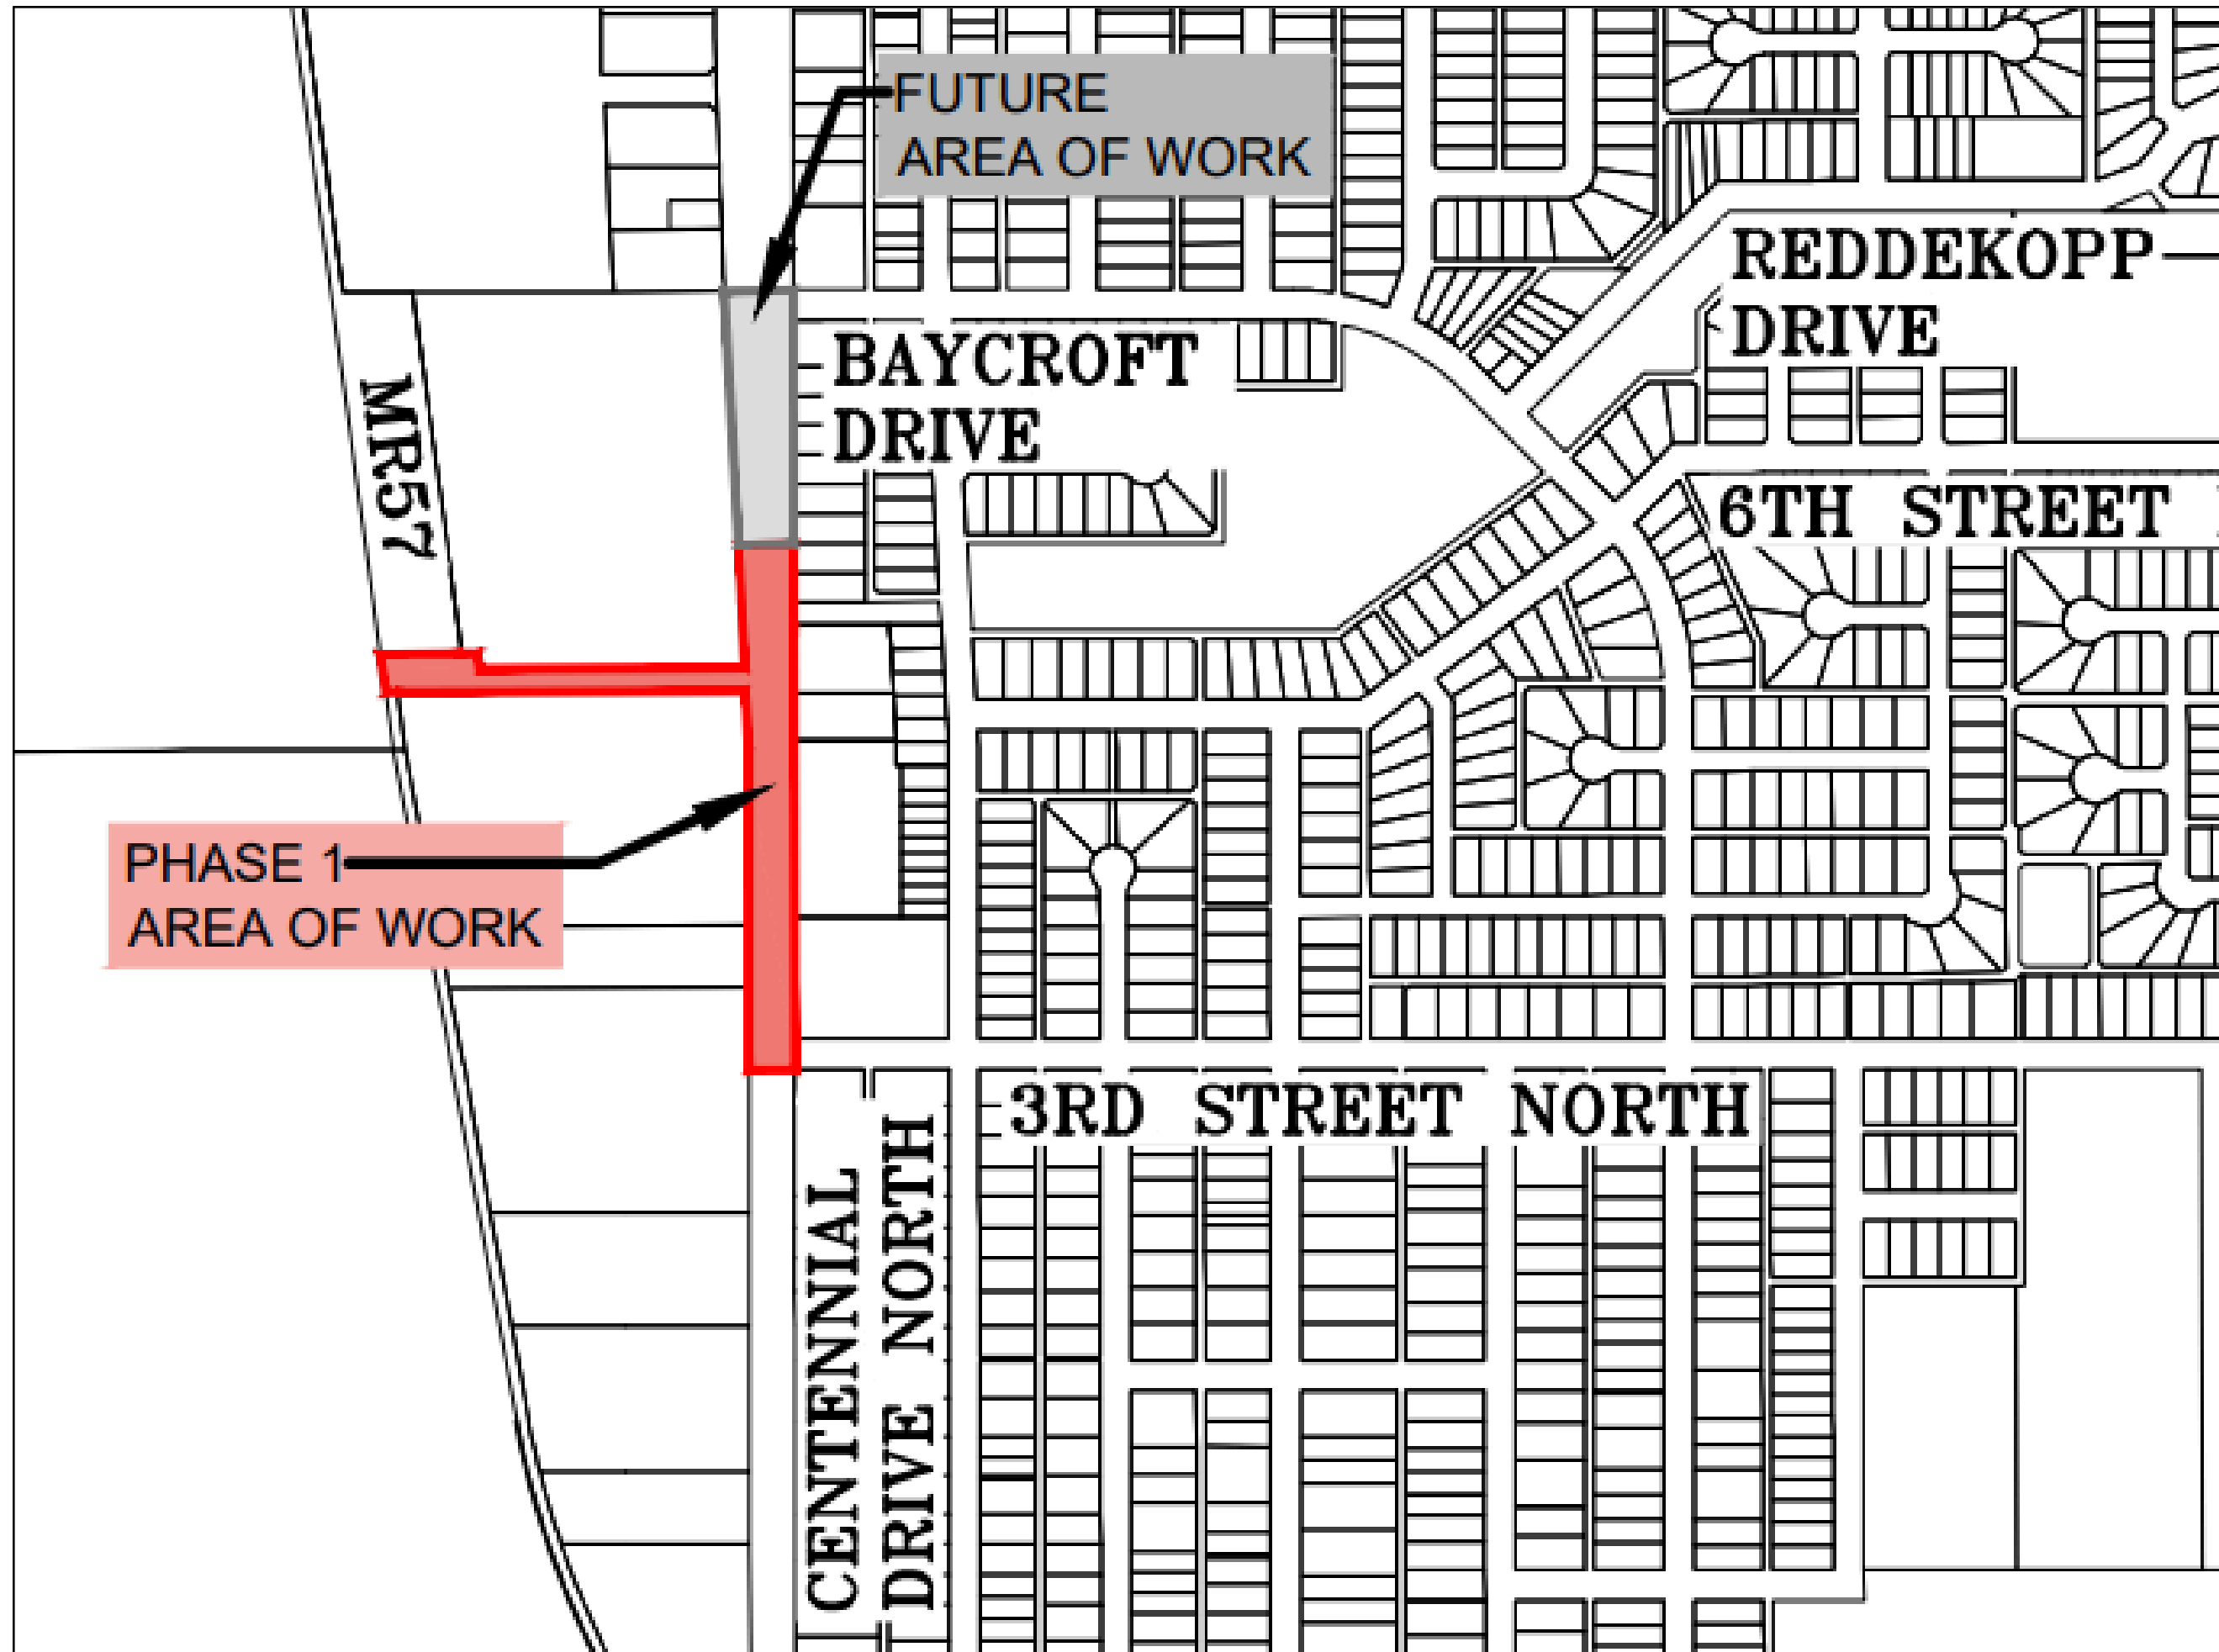 FUTURE
AREA OF WORK
REDDEKOPP
DRIVE
BAYCROFT
DRIVE
MR57
6TH STREET
PHASE 1
AREA OF WORK
3RD STREET NORTH
CENTENNIAL
DRIVE NORTH